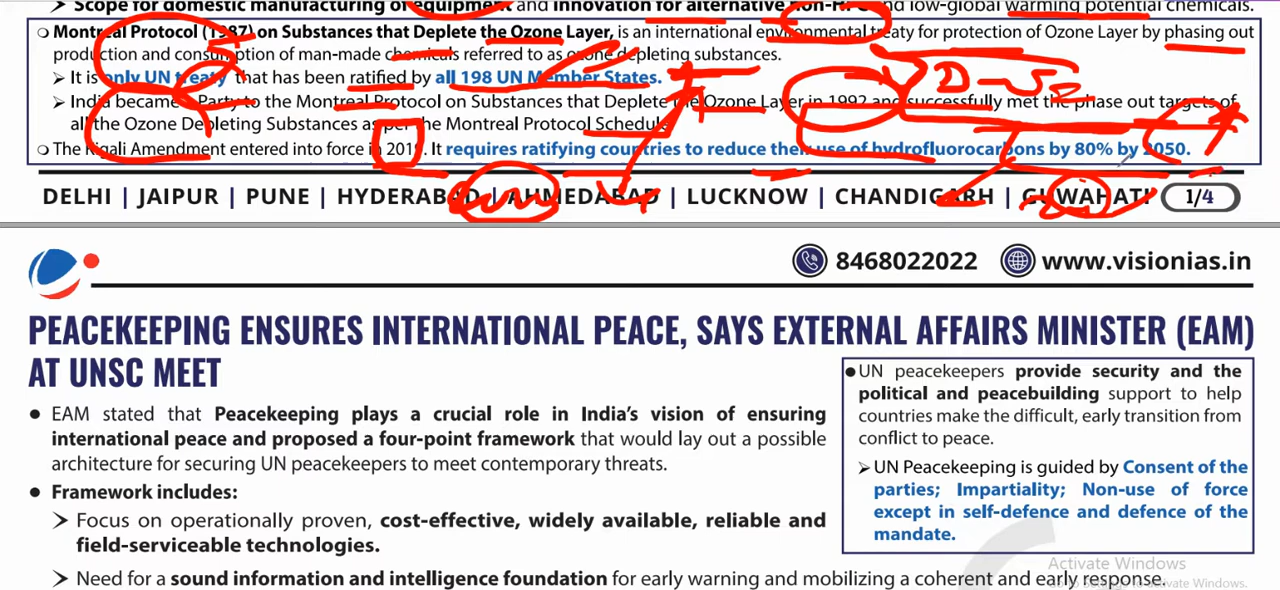 ➤ Scope for domestic manufacturing of equipment and innovation for alternative non-HFC and low-global warming potential chemicals.
○ Montreal Protocol (1987) on Substances that Deplete the Ozone Layer, is an international environmental treaty for protection of Ozone Layer by phasing out
production and consumption of man-made chemicals referred to as ozone depleting substances.
➤ It is only UN treaty that has been ratified by all 198 UN Member States.
➤ India became Party to the Montreal Protocol on Substances that Deplete the Ozone Layer in 1992 and successfully met the phase out targets of
all the Ozone Depleting Substances as per the Montreal Protocol Schedule
○ The Kigali Amendment entered into force in 2019. It requires ratifying countries to reduce their use of hydrofluorocarbons by 80% by 2050.
DELHI | JAIPUR | PUNE | HYDERABAD | AHMEDABAD | LUCKNOW | CHANDIGARH | GUWAHATI 1/4
8468022022 www.visionias.in
PEACEKEEPING ENSURES INTERNATIONAL PEACE, SAYS EXTERNAL AFFAIRS MINISTER (EAM)
AT UNSC MEET
● EAM stated that Peacekeeping plays a crucial role in India's vision of ensuring
international peace and proposed a four-point framework that would lay out a possible
architecture for securing UN peacekeepers to meet contemporary threats.
● Framework includes:
➤ Focus on operationally proven, cost-effective, widely available, reliable and
field-serviceable technologies.
➤ Need for a sound information and intelligence foundation for early warning and mobilizing a coherent and early response.
● UN peacekeepers provide security and the
political and peacebuilding support to help
countries make the difficult, early transition from
conflict to peace.
➤ UN Peacekeeping is guided by Consent of the
parties; Impartiality; Non-use of force
except in self-defence and defence of the
mandate.
Activate Windows